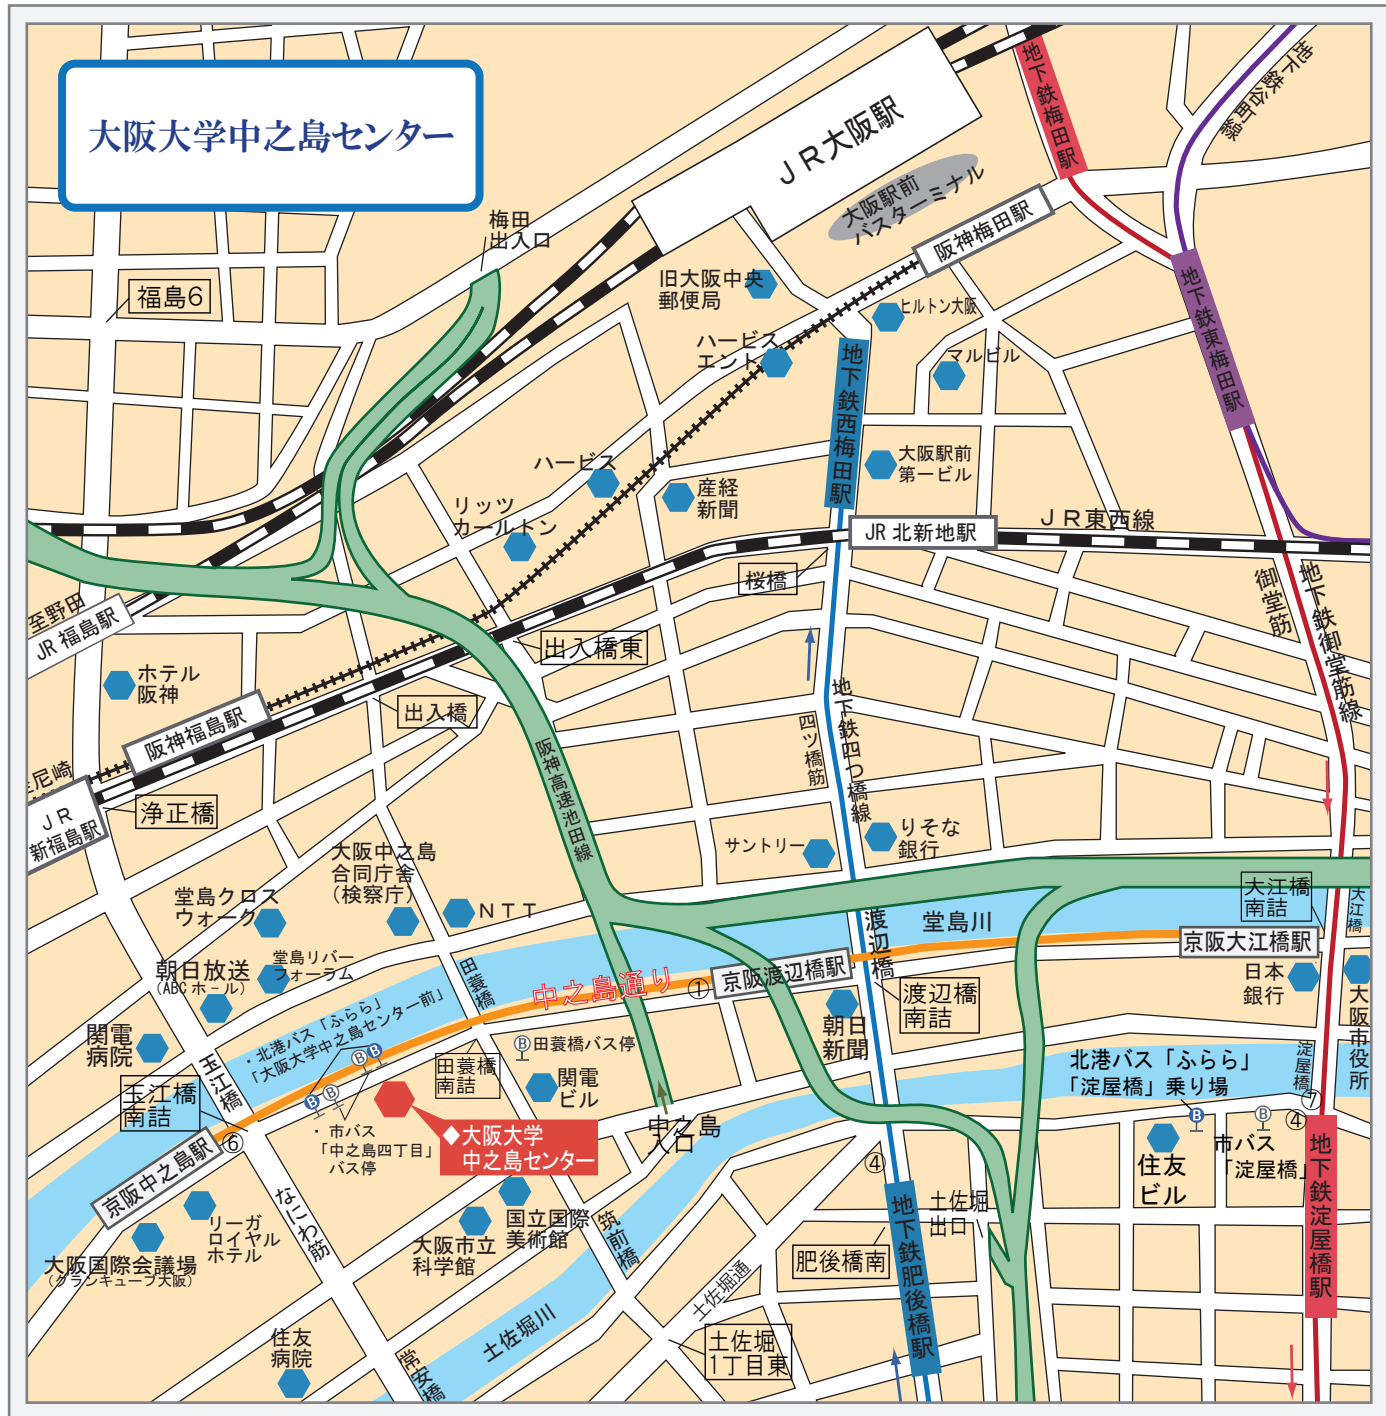 大阪大学中之島センター
JR大阪駅
地下鉄梅田駅
地下鉄谷町線
大阪駅前
バスターミナル
阪神梅田駅
梅田
出入口
福島6
旧大阪中央
郵便局
ヒルトン大阪
地下鉄東梅田駅
ハービス
エント
マルビル
地下鉄西梅田駅
大阪駅前
第一ビル
ハービス
産経
新聞
リッツ
カールトン
JR北新地駅
JR東西線
桜橋
御堂筋
地下鉄御堂筋線
至野田
JR福島駅
出入橋東
ホテル
阪神
出入橋
阪神福島駅
地下鉄四つ橋線
四ツ橋筋
阪神高速池田線
尼崎
浄正橋
JR
新福島駅
サントリー
りそな
銀行
大阪中之島
合同庁舎
(検察庁)
堂島クロス
ウォーク
NTT
大江橋
南詰
大江橋
堂島川
渡辺橋
京阪大江橋駅
堂島リバー
フォーラム
朝日放送
(ABCホール)
田蓑橋
中之島通り
①
京阪渡辺橋駅
渡辺橋
南詰
日本
銀行
大阪市役所
朝日
新聞
関電
病院
・北港バス「ふらら」
「大阪大学中之島センター前」
B
B
B
田蓑橋バス停
田蓑橋
南詰
関電
ビル
北港バス「ふらら」
「淀屋橋」乗り場
淀屋橋
⑦
玉江橋
玉江橋
南詰
B
B
・市バス
「中之島四丁目」
バス停
◆大阪大学
中之島センター
中之島
入口
B
B
市バス
「淀屋橋」
④
住友
ビル
地下鉄淀屋橋駅
⑥
京阪中之島駅
④
地下鉄肥後橋駅
土佐堀
出口
肥後橋南
なにわ筋
リーガ
ロイヤル
ホテル
大阪国際会議場
(グランキューブ大阪)
大阪市立
科学館
国立国際
美術館
筑前橋
土佐堀通
土佐堀川
土佐堀
1丁目東
住友
病院
常安橋